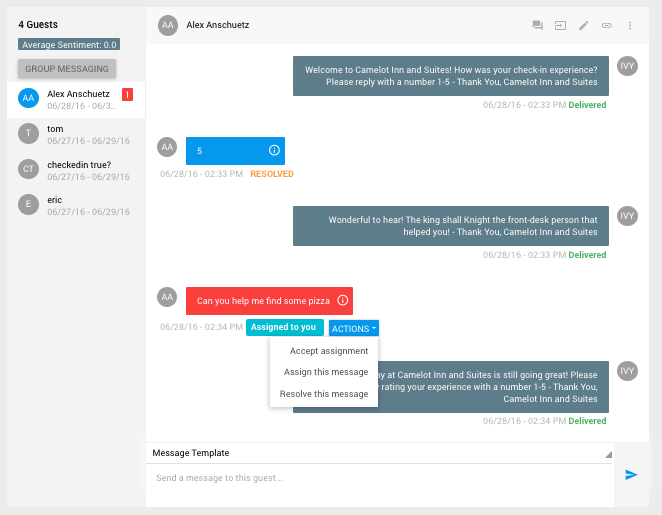 4 Guests
Average Sentiment: 0.0
GROUP MESSAGING
AA
Alex Anschuetz
1
06/28/16 - 06/3...
T
tom
06/27/16 - 06/29/16
CT
checkedin true?
06/27/16 - 06/29/16
E
eric
06/27/16 - 06/29/16
AA
Alex Anschuetz
Welcome to Camelot Inn and Suites! How was your check-in experience?
Please reply with a number 1-5 - Thank You, Camelot Inn and Suites
IVY
06/28/16 - 02:33 PM Delivered
AA
5
06/28/16 - 02:33 PM RESOLVED
Wonderful to hear! The king shall Knight the front-desk person that
helped you! - Thank You, Camelot Inn and Suites
IVY
06/28/16 - 02:33 PM Delivered
AA
Can you help me find some pizza
06/28/16 - 02:34 PM Assigned to you ACTIONS
Accept assignment
Assign this message
Resolve this message
ay at Camelot Inn and Suites is still going great! Please
rating your experience with a number 1-5 - Thank You,
Camelot Inn and Suites
IVY
06/28/16 - 02:34 PM Delivered
Message Template
Send a message to this guest...